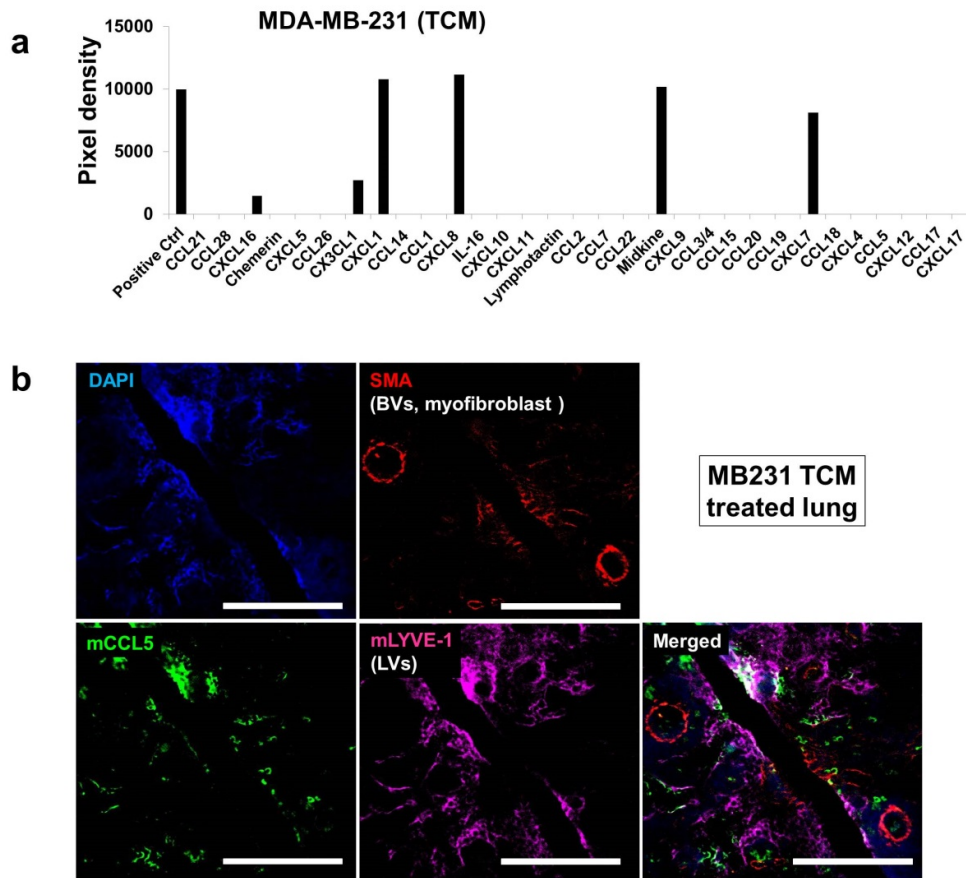 a
MDA-MB-231 (TCM)
Pixel density
15000
10000
5000
0
Positive Ctrl
CCL21
CCL28
CXCL16
Chemerin
CXCL5
CCL26
CX3CL1
CXCL1
CCL14
CCL1
CXCL8
IL-16
CXCL10
CXCL11
Lymphotactin
CCL2
CCL7
CCL22
Midkine
CXCL9
CCL3/4
CCL15
CCL20
CCL19
CXCL7
CCL18
CXCL4
CCL5
CXCL12
CCL17
CXCL17
b
DAPI
SMA
(BVs, myofibroblast )
MB231 TCM
treated lung
mCCL5
mLYVE-1
(LVs)
Merged